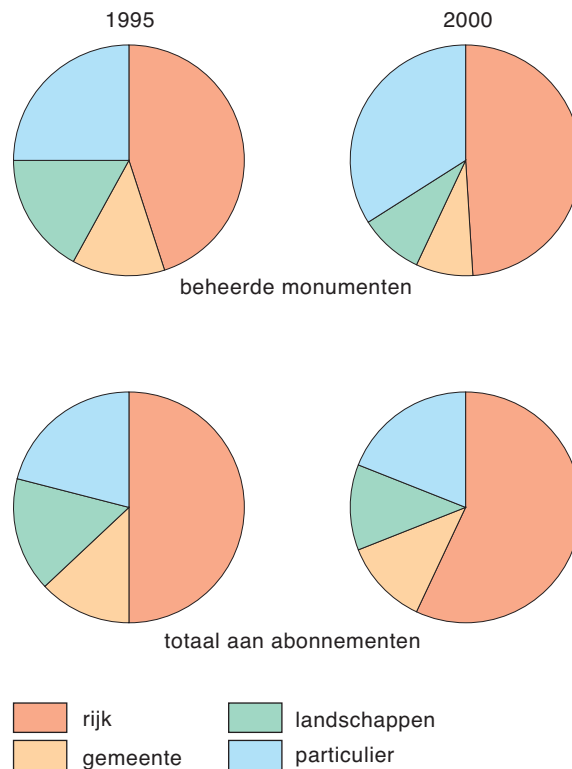 1995 2000
beheerde monumenten
totaal aan abonnementen
rijk landschappen
gemeente particulier